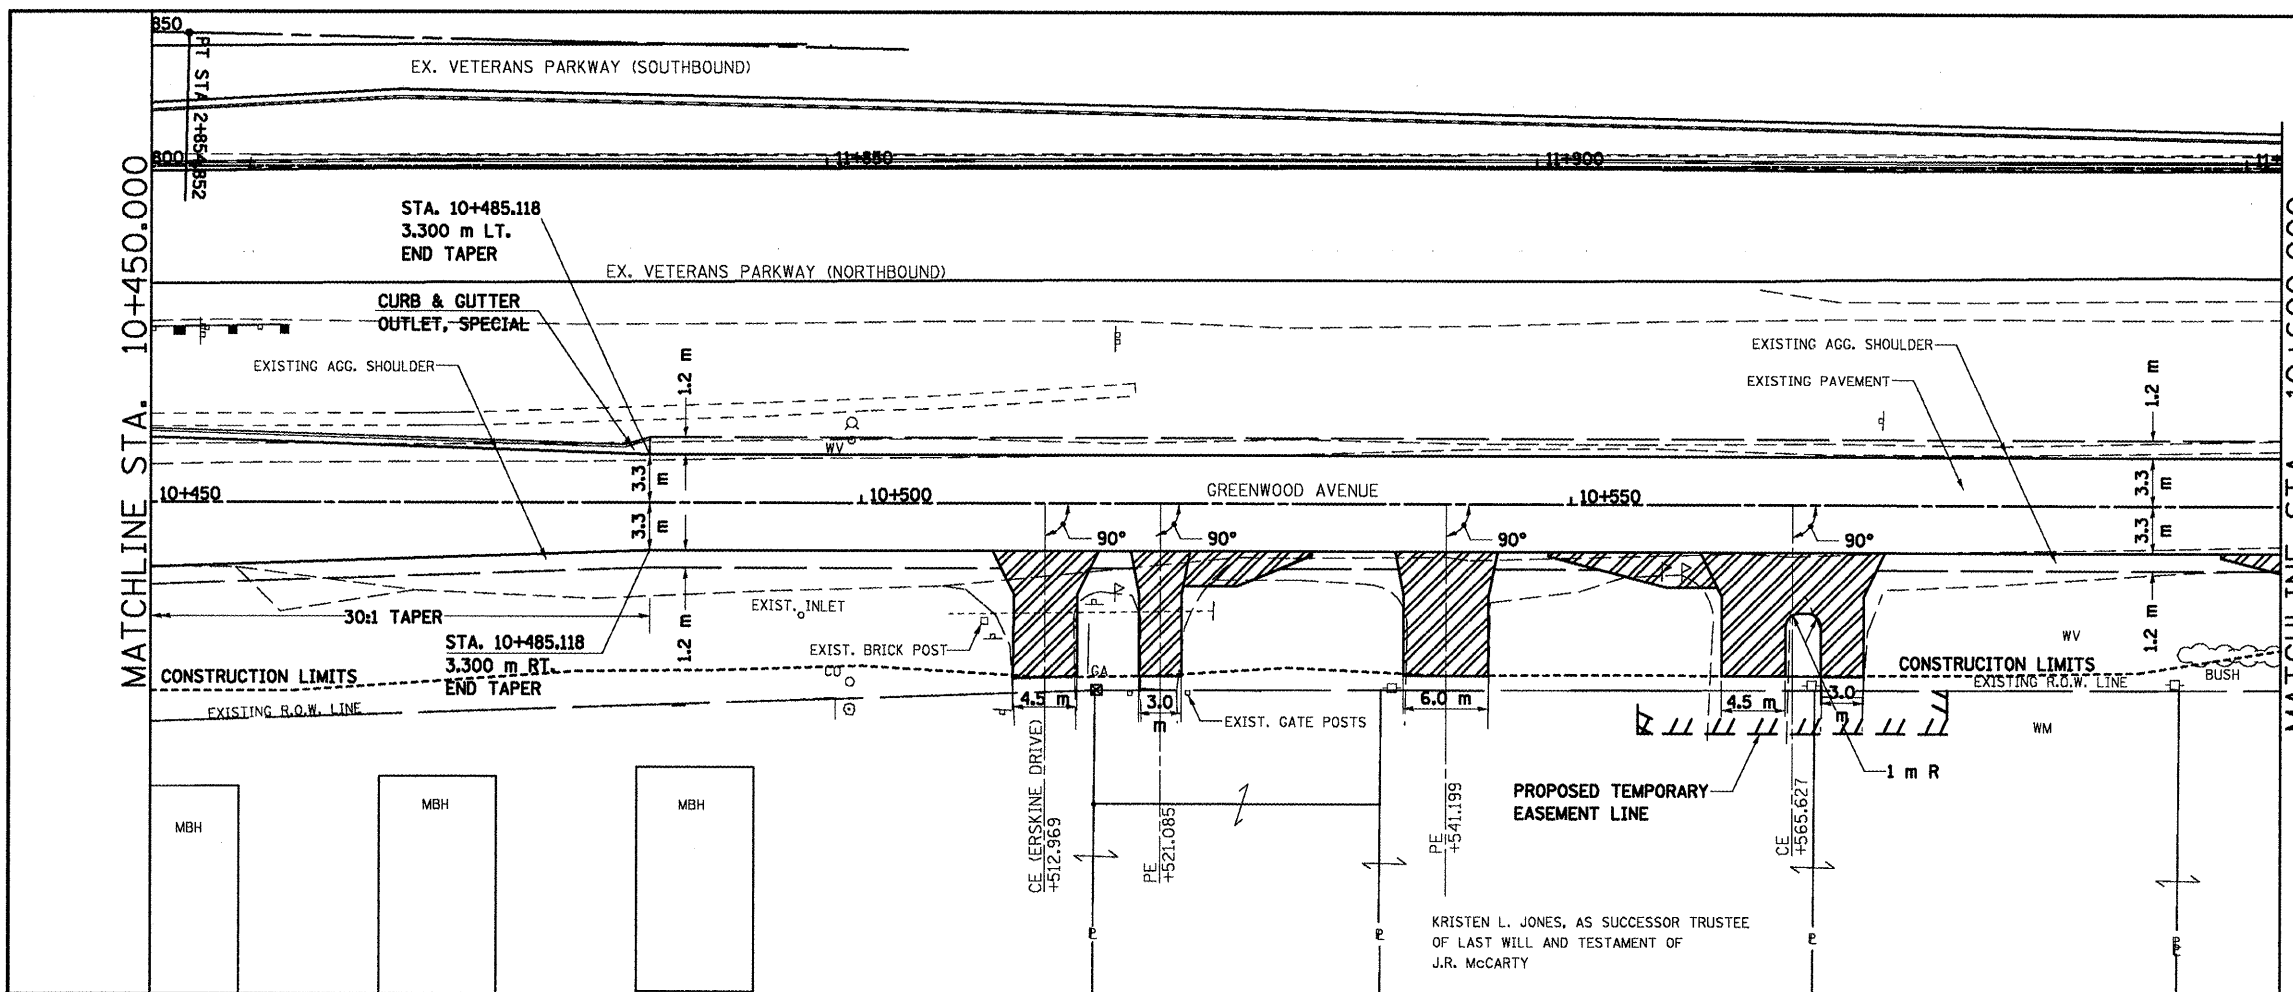 850
PT STA 2+854.852
EX. VETERANS PARKWAY (SOUTHBOUND)
800
11+850
11+900
11+
MATCHLINE STA. 10+450.000
STA. 10+485.118
3.300 m LT.
END TAPER
EX. VETERANS PARKWAY (NORTHBOUND)
CURB & GUTTER
OUTLET, SPECIAL
EXISTING AGG. SHOULDER
1.2 m
EXISTING AGG. SHOULDER
EXISTING PAVEMENT
1.2 m
WV
3.3 m
3.3 m
10+450
10+500
GREENWOOD AVENUE
10+550
3.3 m
3.3 m
90°
90°
90°
90°
30:1 TAPER
EXIST. INLET
1.2 m
1.2 m
STA. 10+485.118
3.300 m RT.
END TAPER
EXIST. BRICK POST
WV
CONSTRUCTION LIMITS
CO
GA
CONSTRUCITON LIMITS
EXISTING R.O.W. LINE
BUSH
EXISTING R.O.W. LINE
4.5 m
3.0 m
6.0 m
4.5 m
3.0 m
EXIST. GATE POSTS
WM
1 m R
PROPOSED TEMPORARY
EASEMENT LINE
MBH
MBH
MBH
CE (ERSKINE DRIVE)
+512.969
PE
+521.085
PE
+541.199
CE
+565.627
KRISTEN L. JONES, AS SUCCESSOR TRUSTEE
OF LAST WILL AND TESTAMENT OF
J.R. McCARTY